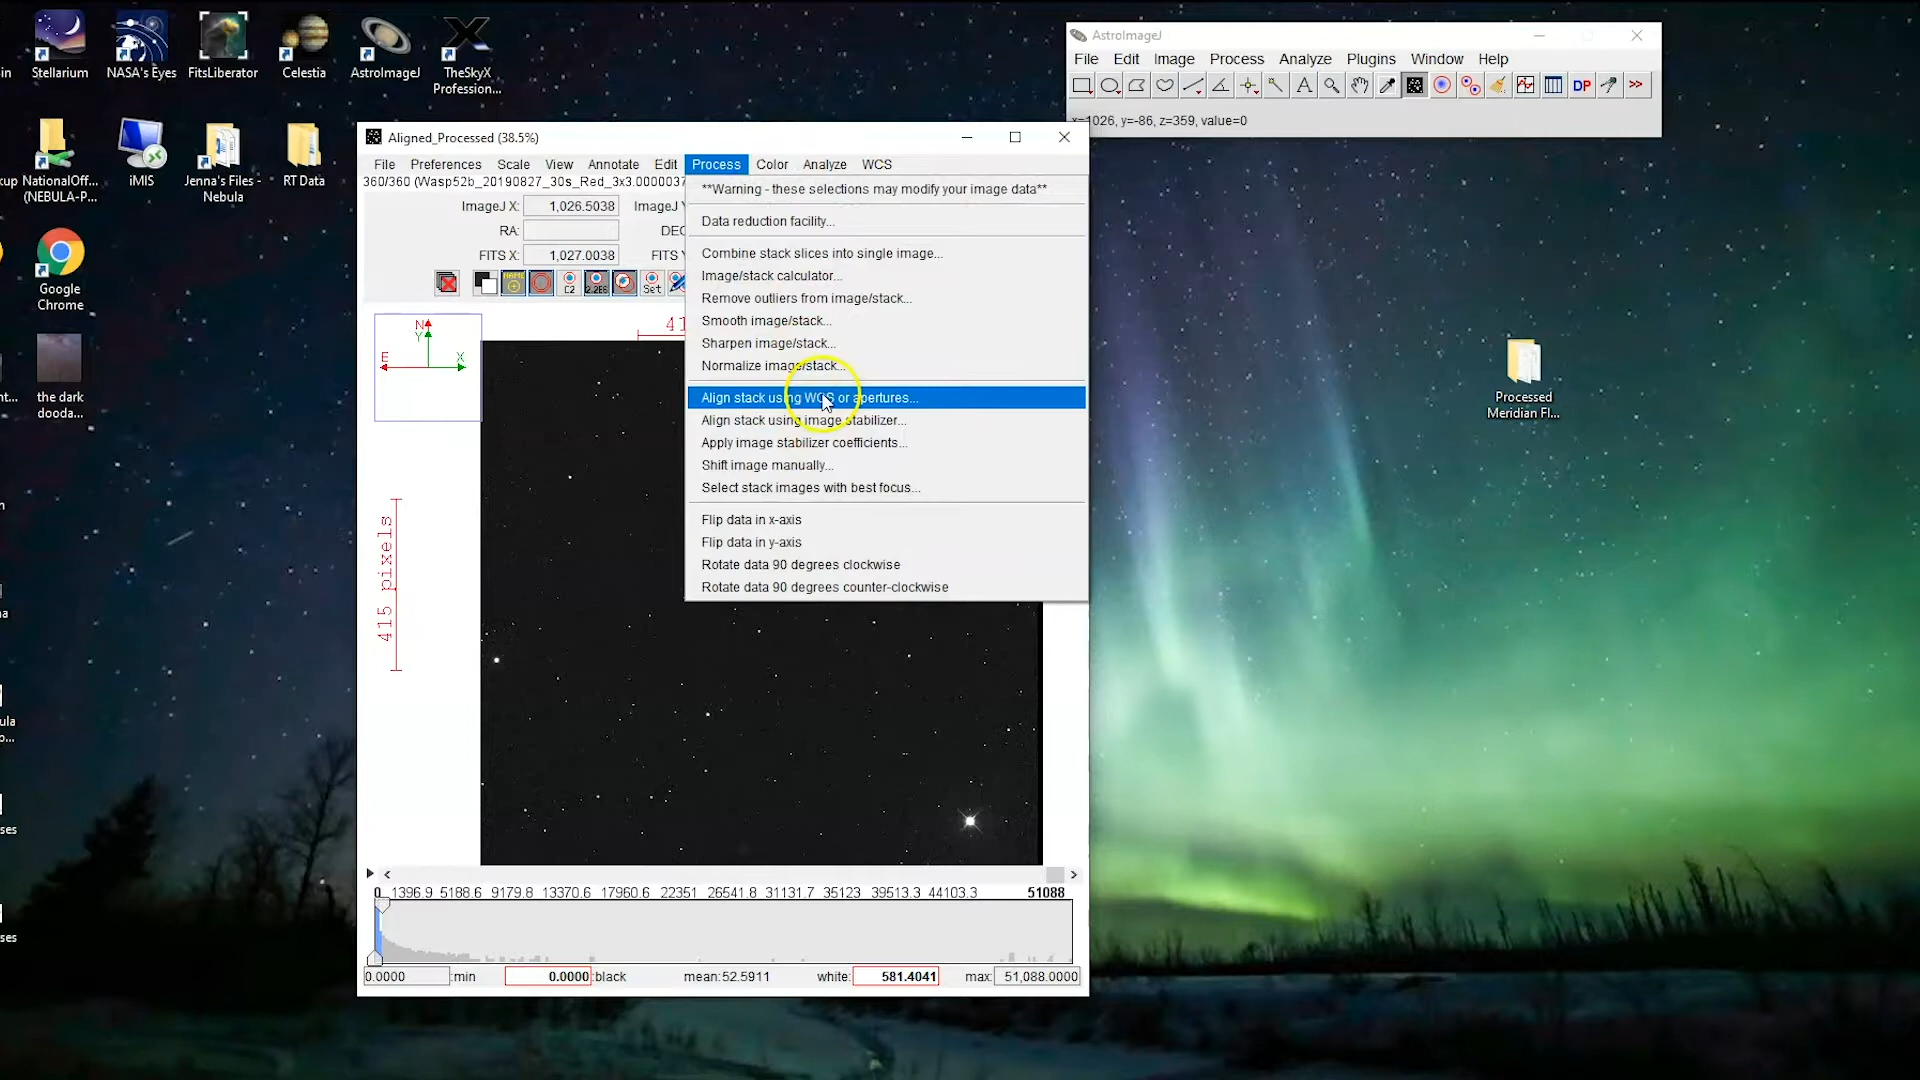 in
Stellarium
NASA's Eyes
FitsLiberator
Celestia
AstroImageJ
TheSkyX
Profession...
NationalOff...
(NEBULA-P...
iMIS
Jenna's Files -
Nebula
RT Data
Google
Chrome
the dark
dooda...
Aligned_Processed (38.5%)
File Preferences Scale View Annotate Edit Process Color Analyze WCS
360/360 (Wasp52b_20190827_30s_Red_3x3.0000037
ImageJ X: 1,026.5038 ImageJ Y
RA: DEC
FITS X: 1,027.0038 FITS Y
NAME C2 2.2E6 Set
N
Y
E X
41
415 pixels
**Warning - these selections may modify your image data**
Data reduction facility...
Combine stack slices into single image...
Image/stack calculator...
Remove outliers from image/stack...
Smooth image/stack...
Sharpen image/stack...
Normalize image/stack...
Align stack using WCS or apertures...
Align stack using image stabilizer...
Apply image stabilizer coefficients...
Shift image manually...
Select stack images with best focus...
Flip data in x-axis
Flip data in y-axis
Rotate data 90 degrees clockwise
Rotate data 90 degrees counter-clockwise
0 1396.9 5188.6 9179.8 13370.6 17960.6 22351 26541.8 31131.7 35123 39513.3 44103.3 51088
0.0000 :min 0.0000 :black mean:52.5911 white: 581.4041 max: 51,088.0000
AstroImageJ
File Edit Image Process Analyze Plugins Window Help
A DP >>
x=1026, y=-86, z=359, value=0
Processed
Meridian Fl...